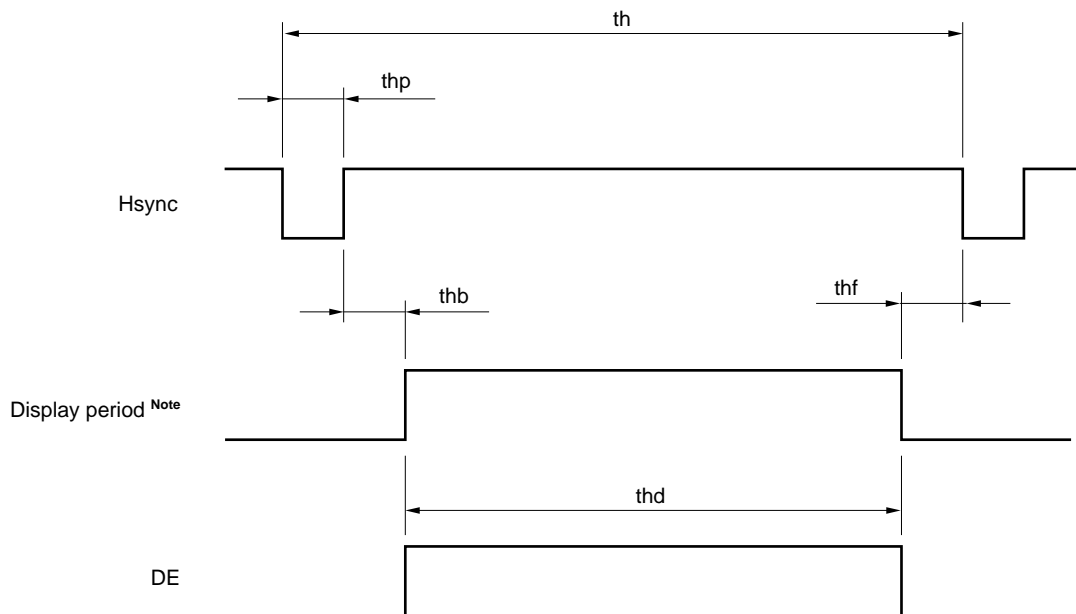 th
thp
Hsync
thb
thf
Display period Note
thd
DE